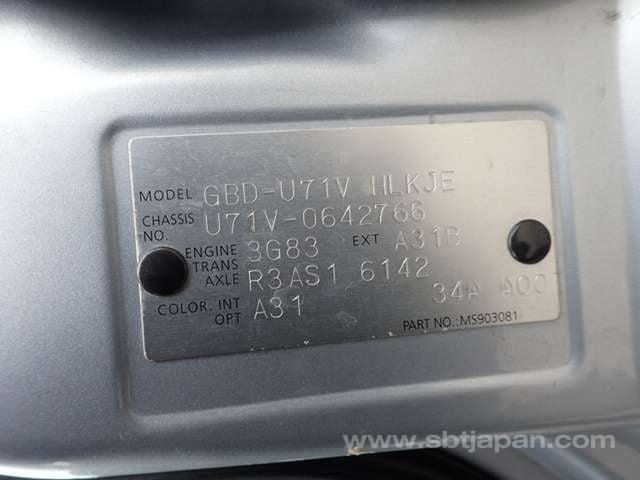 MODEL GBD-U71V HLKJE
CHASSIS NO. U71V-0642766
ENGINE 3G83 EXT A31B
TRANS AXLE R3AS1 6142
COLOR. INT OPT A31 34A A00
PART NO.:MS903081
www.sbtjapan.com